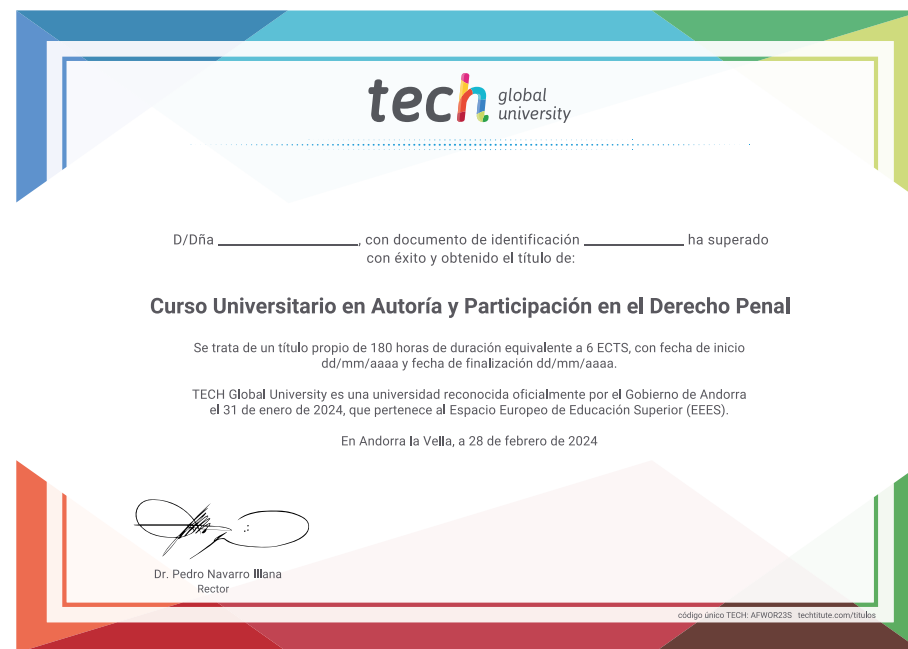 tech global university
D/Dña ____________, con documento de identificación ____________ ha superado
con éxito y obtenido el título de:
Curso Universitario en Autoría y Participación en el Derecho Penal
Se trata de un título propio de 180 horas de duración equivalente a 6 ECTS, con fecha de inicio
dd/mm/aaaa y fecha de finalización dd/mm/aaaa.
TECH Global University es una universidad reconocida oficialmente por el Gobierno de Andorra
el 31 de enero de 2024, que pertenece al Espacio Europeo de Educación Superior (EEES).
En Andorra la Vella, a 28 de febrero de 2024
Dr. Pedro Navarro Illana
Rector
código único TECH: AFWOR23S techtitute.com/titulos